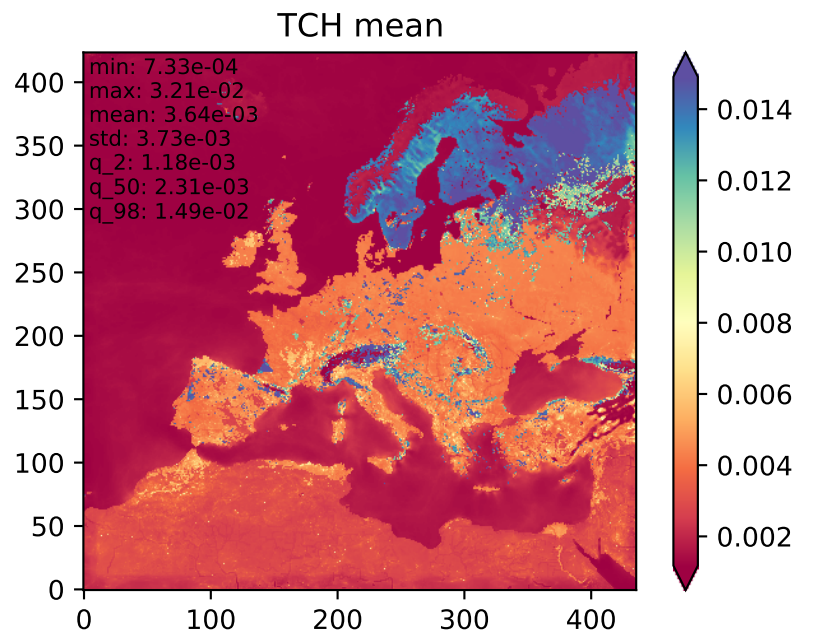 TCH mean
min: 7.33e-04
max: 3.21e-02
mean: 3.64e-03
std: 3.73e-03
q_2: 1.18e-03
q_50: 2.31e-03
q_98: 1.49e-02
400
350
300
250
200
150
100
50
0
0 100 200 300 400
0.014
0.012
0.010
0.008
0.006
0.004
0.002